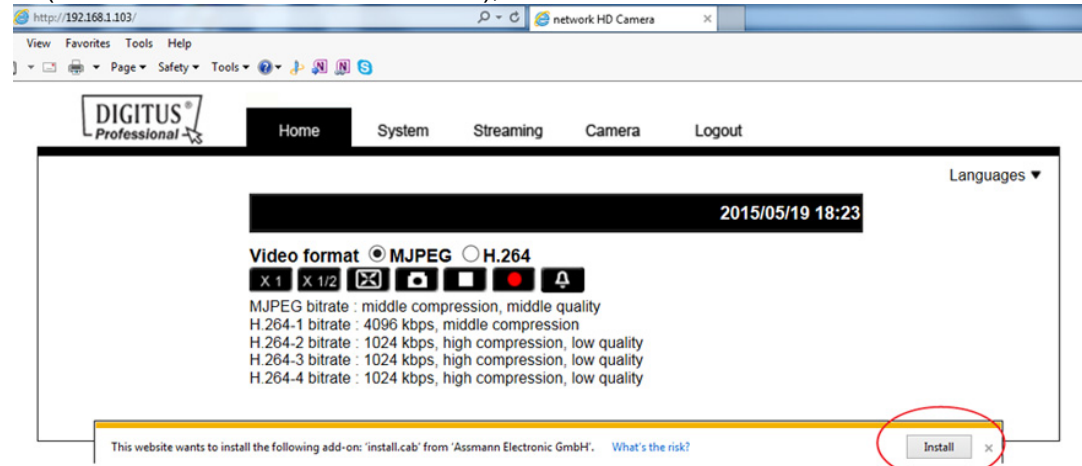 http://192.168.1.103/
network HD Camera
View Favorites Tools Help
Page Safety Tools
DIGITUS®
Professional
Home System Streaming Camera Logout
Languages ▼
2015/05/19 18:23
Video format MJPEG H.264
X 1 X 1/2
MJPEG bitrate : middle compression, middle quality
H.264-1 bitrate : 4096 kbps, middle compression
H.264-2 bitrate : 1024 kbps, high compression, low quality
H.264-3 bitrate : 1024 kbps, high compression, low quality
H.264-4 bitrate : 1024 kbps, high compression, low quality
This website wants to install the following add-on: 'install.cab' from 'Assmann Electronic GmbH'. What's the risk? Install